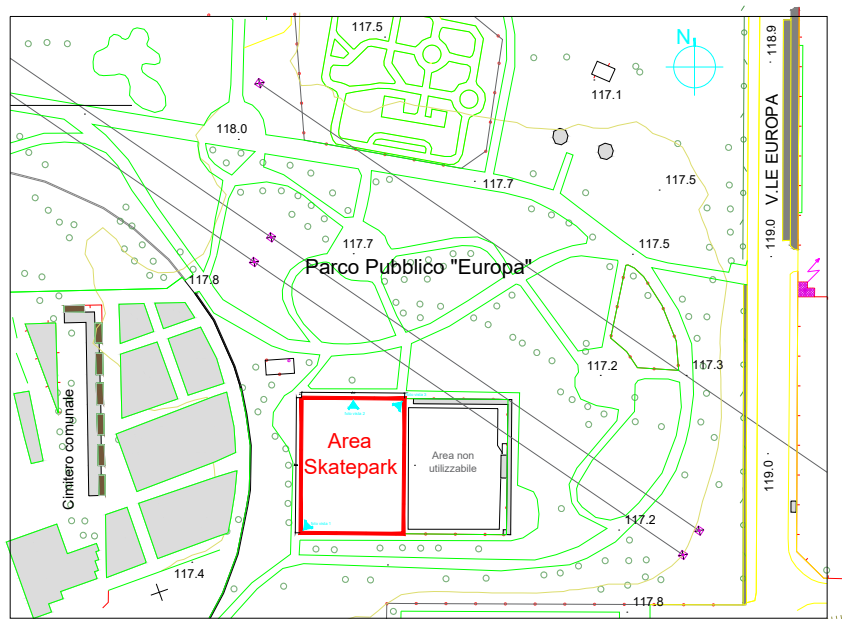 117.5
N
118.9
117.1
V.LE EUROPA
118.0
117.7
117.5
117.7
117.5
119.0
Parco Pubblico "Europa"
117.8
117.2
117.3
Cimitero comunale
Area
Skatepark
Area non
utilizzabile
119.0
117.2
117.4
117.8